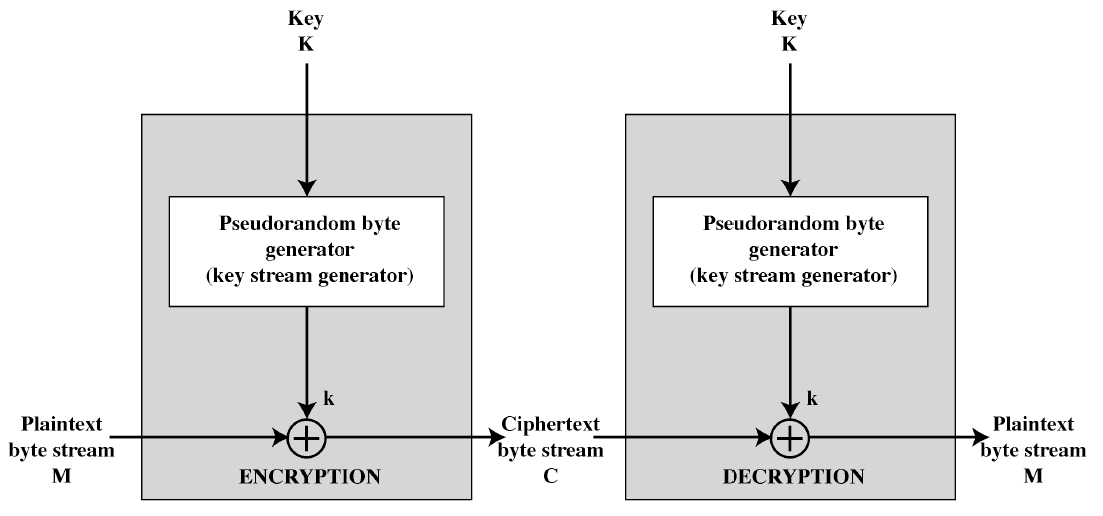 Key
K
Key
K
Pseudorandom byte
generator
(key stream generator)
Pseudorandom byte
generator
(key stream generator)
k
k
Plaintext
byte stream
M
ENCRYPTION
Ciphertext
byte stream
C
DECRYPTION
Plaintext
byte stream
M